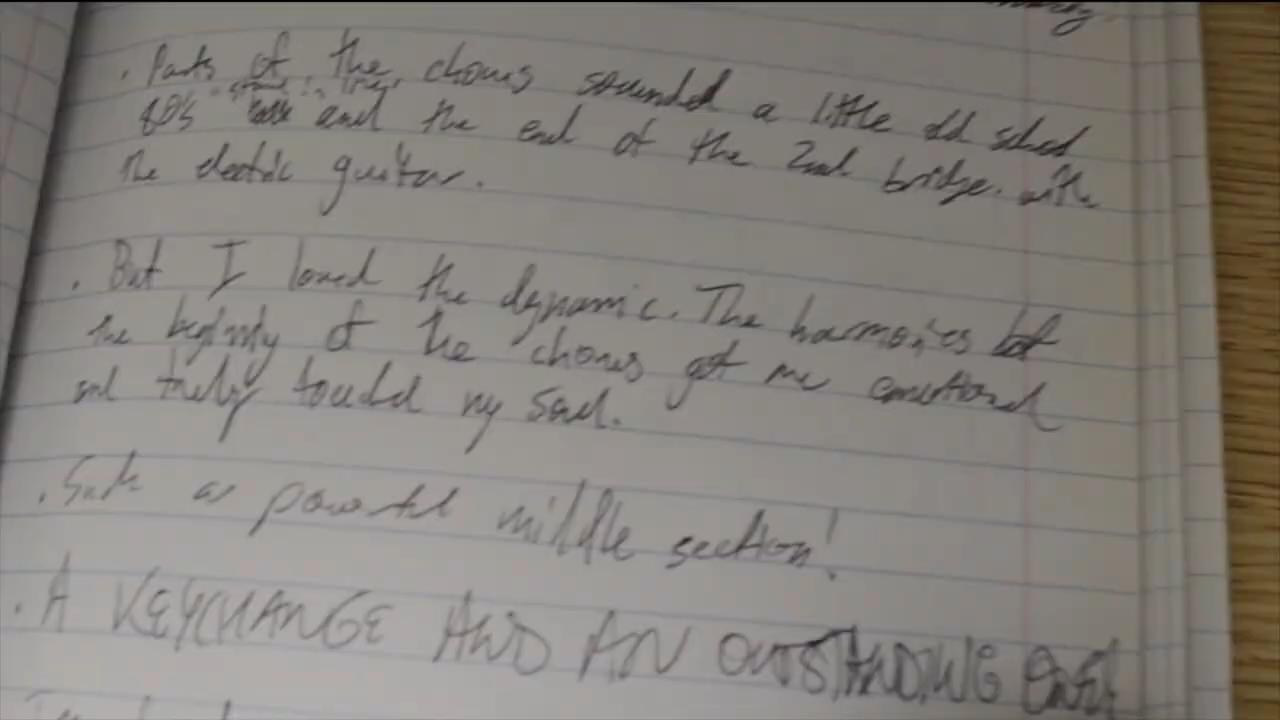 . Parts of the chorus sounded a little old school
80's and the end of the 2nd bridge. with
the electric guitar.
. But I loved the dynamic. The harmonies
the beginning of the chorus got me emotional
and truly touched my soul.
. Such a powerful middle section!
. A KEYCHANGE AND AN OUTSTANDING